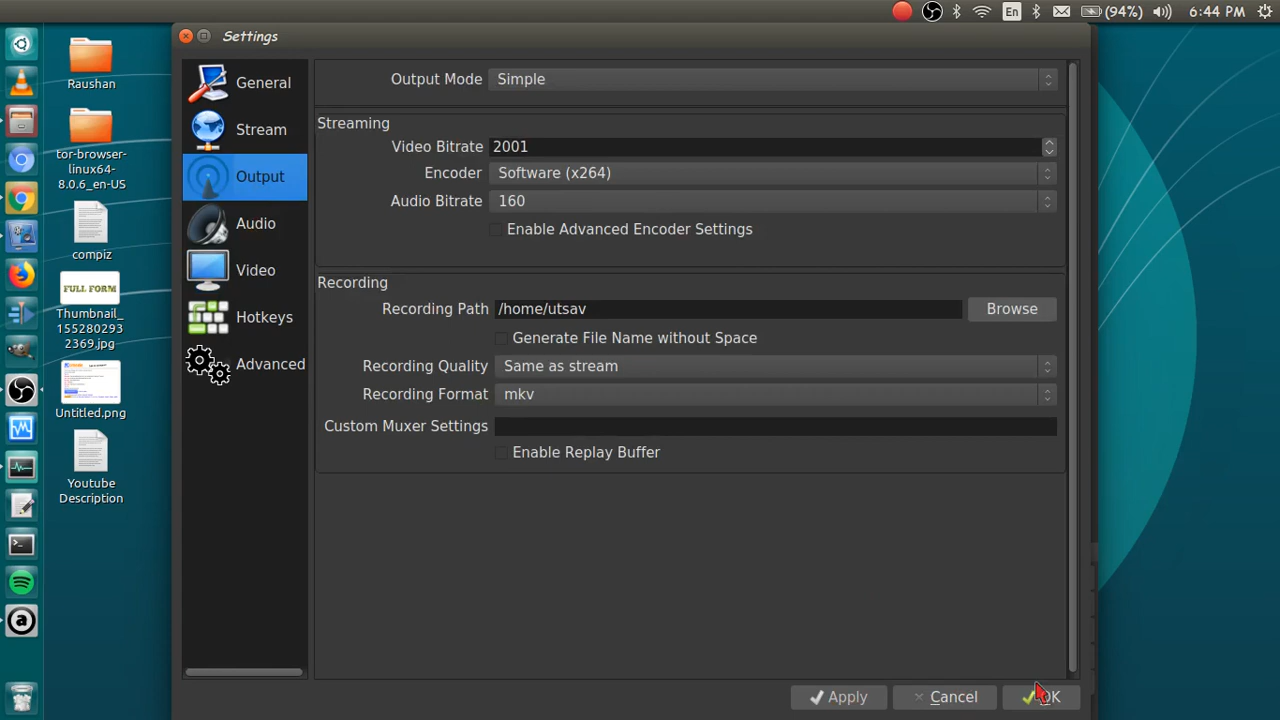 En
(94%)
6:44 PM
Settings
Raushan
tor-browser-
linux64-
8.0.6_en-US
compiz
FULL FORM
Thumbnail_
155280293
2369.jpg
Untitled.png
Youtube
Description
General
Stream
Output
Audio
Video
Hotkeys
Advanced
Output Mode
Simple
Streaming
Video Bitrate
2001
Encoder
Software (x264)
Audio Bitrate
160
Enable Advanced Encoder Settings
Recording
Recording Path
/home/utsav
Browse
Generate File Name without Space
Recording Quality
Same as stream
Recording Format
mkv
Custom Muxer Settings
Enable Replay Buffer
Apply
Cancel
OK